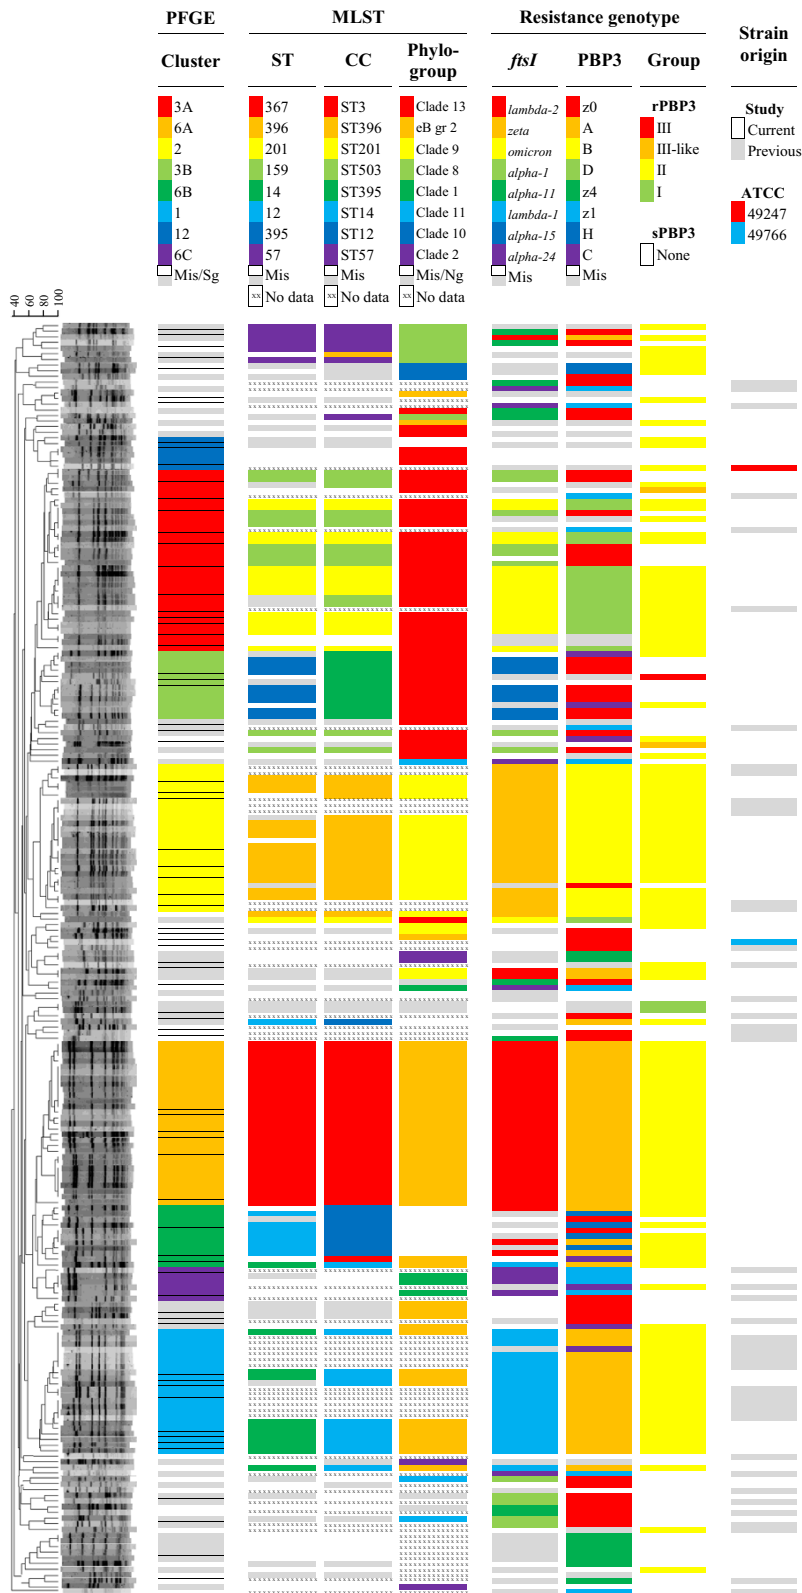 PFGE
MLST
Resistance genotype
Strain origin
Cluster
ST
CC
Phylo-group
ftsI
PBP3
Group
3A
6A
2
3B
6B
1
12
6C
Mis/Sg
367
396
201
159
14
12
395
57
Mis
xx No data
ST3
ST396
ST201
ST503
ST395
ST14
ST12
ST57
Mis
xx No data
Clade 13
eB gr 2
Clade 9
Clade 8
Clade 1
Clade 11
Clade 10
Clade 2
Mis/Ng
xx No data
lambda-2
zeta
omicron
alpha-1
alpha-11
lambda-1
alpha-15
alpha-24
Mis
z0
A
B
D
z4
z1
H
C
Mis
rPBP3
III
III-like
II
I
sPBP3
None
Study
Current
Previous
ATCC
49247
49766
40
60
80
100